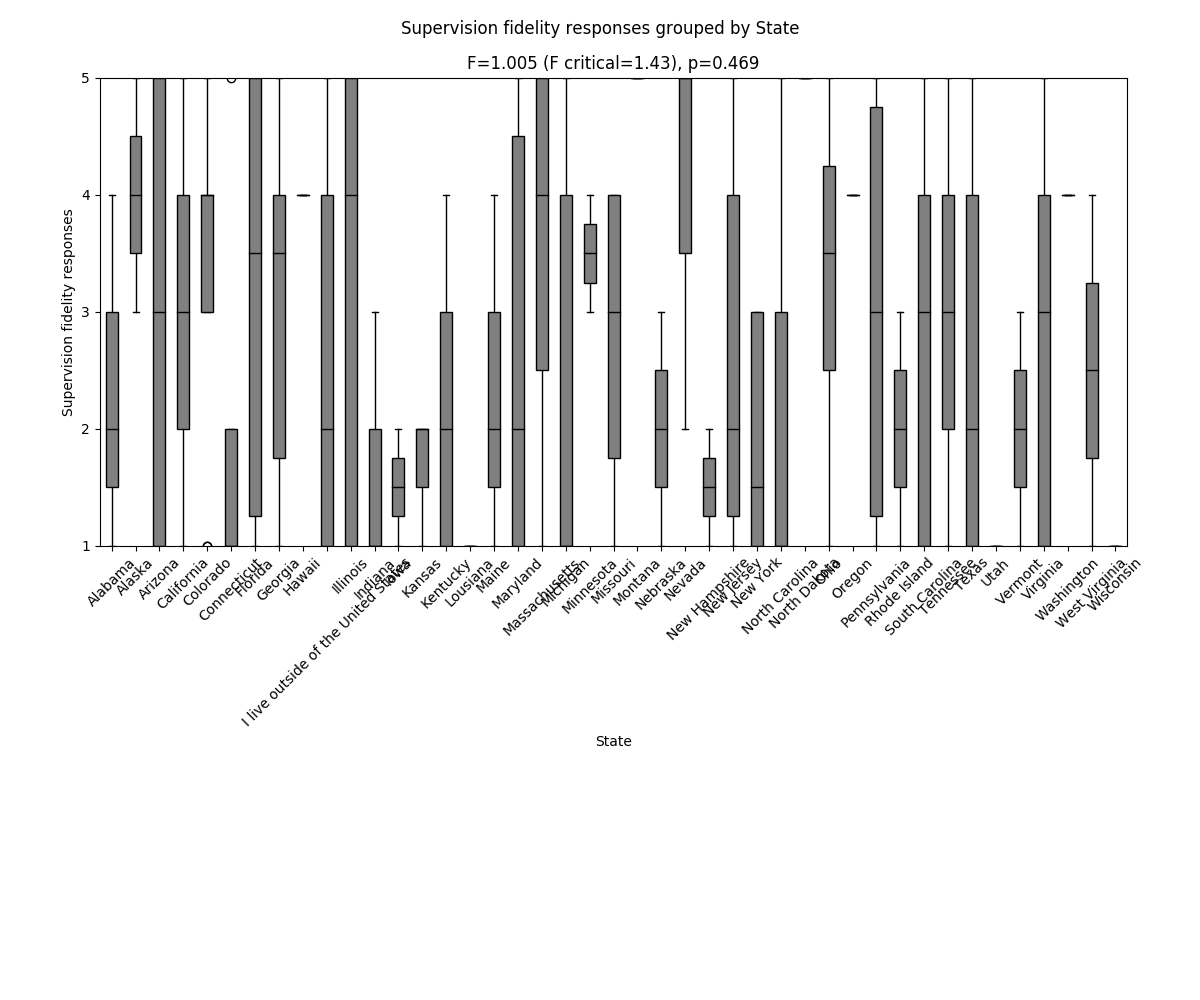 Supervision fidelity responses grouped by State
F=1.005 (F critical=1.43), p=0.469
Supervision fidelity responses
5
4
3
2
1
Alabama
Alaska
Arizona
California
Colorado
Connecticut
Florida
Georgia
Hawaii
I live outside of the United States
Illinois
Indiana
Iowa
Kansas
Kentucky
Lousiana
Maine
Maryland
Massachusetts
Michigan
Minnesota
Missouri
Montana
Nebraska
Nevada
New Hampshire
New Jersey
New York
North Carolina
North Dakota
Ohio
Oregon
Pennsylvania
Rhode Island
South Carolina
Tennessee
Texas
Utah
Vermont
Virginia
Washington
West Virginia
Wisconsin
State